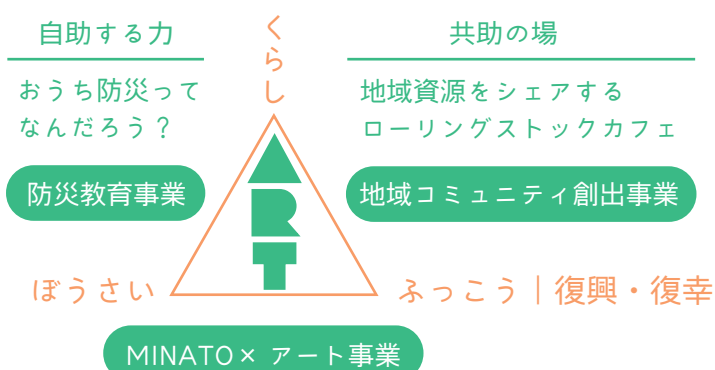 自助する力
くらし
共助の場
おうち防災って
なんだろう？
地域資源をシェアする
ローリングストックカフェ
防災教育事業
ART
地域コミュニティ創出事業
ぼうさい
ふっこう｜復興・復幸
MINATO× アート事業